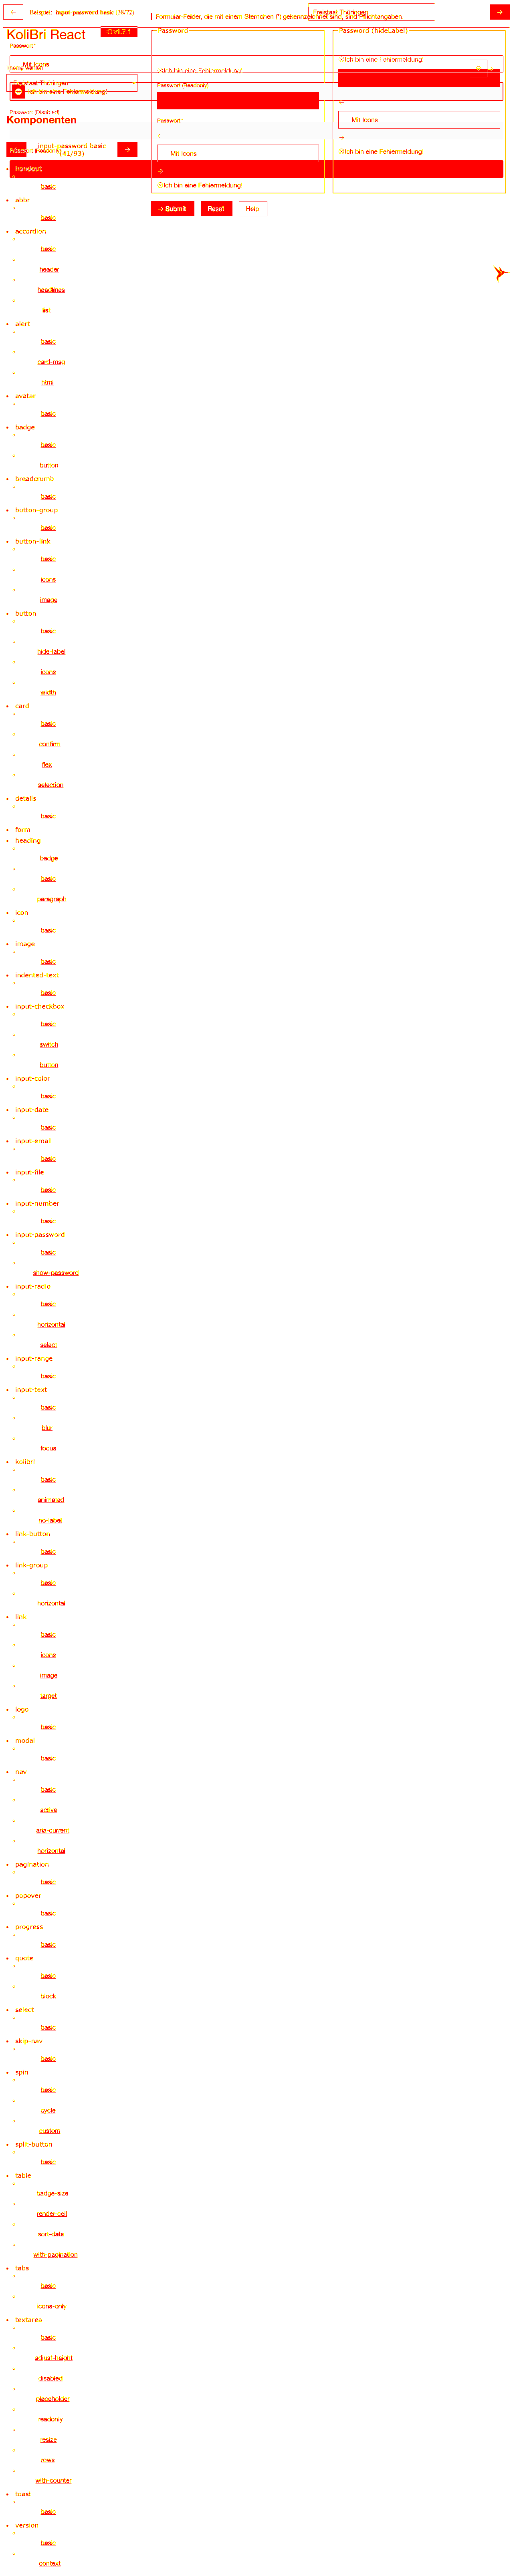 Beispiel: input-password basic
Formular-Felder, die mit einem Sternchen (*) gekennzeichnet sind, sind Pflichtangaben.
Freistaat Thüringen
KoliBri React
Passwort*
Mit Icons
Freistaat Thüringen
Ich bin eine Fehlermeldung!
Passwort (Disabled)
Komponenten
input-password basic
(41/93)
Password
Ich bin eine Fehlermeldung!
Passwort (Readonly)
Passwort*
Mit Icons
Ich bin eine Fehlermeldung!
Password (hideLabel)
Ich bin eine Fehlermeldung!
Mit Icons
Ich bin eine Fehlermeldung!
Submit
Reset
Help
handout
basic
abbr
basic
accordion
basic
header
headlines
list
alert
basic
card-msg
html
avatar
basic
badge
basic
button
breadcrumb
basic
button-group
basic
button-link
basic
icons
image
button
basic
hide-label
icons
width
card
basic
confirm
flex
selection
details
basic
form
heading
badge
basic
paragraph
icon
basic
image
basic
indented-text
basic
input-checkbox
basic
switch
button
input-color
basic
input-date
basic
input-email
basic
input-file
basic
input-number
basic
input-password
basic
show-password
input-radio
basic
horizontal
select
input-range
basic
input-text
basic
blur
focus
kolibri
basic
animated
no-label
link-button
basic
link-group
basic
horizontal
link
basic
icons
image
target
logo
basic
modal
basic
nav
basic
active
aria-current
horizontal
pagination
basic
popover
basic
progress
basic
quote
basic
block
select
basic
skip-nav
basic
spin
basic
cycle
custom
split-button
basic
table
badge-size
render-cell
sort-data
with-pagination
tabs
basic
icons-only
textarea
basic
adjust-height
disabled
placeholder
readonly
resize
rows
with-counter
toast
basic
version
basic
context